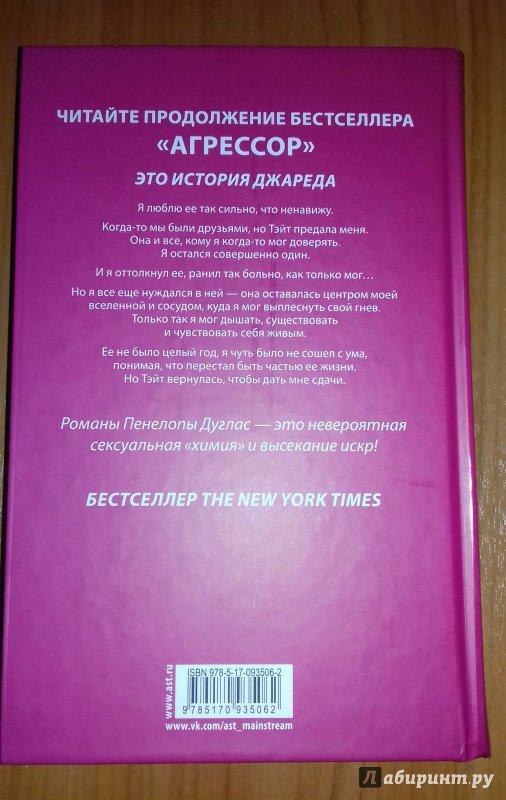 ЧИТАЙТЕ ПРОДОЛЖЕНИЕ БЕСТСЕЛЛЕРА
«АГРЕССОР»
ЭТО ИСТОРИЯ ДЖАРЕДА
Я люблю ее так сильно, что ненавижу.
Когда-то мы были друзьями, но Тэйт предала меня.
Она и все, кому я когда-то мог доверять.
Я остался совершенно один.
И я оттолкнул ее, ранил так больно, как только мог...
Но я все еще нуждался в ней — она оставалась центром моей
вселенной и сосудом, куда я мог выплеснуть свой гнев.
Только так я мог дышать, существовать
и чувствовать себя живым.
Ее не было целый год, я чуть было не сошел с ума,
понимая, что перестал быть частью ее жизни.
Но Тэйт вернулась, чтобы дать мне сдачи.
Романы Пенелопы Дуглас — это невероятная
сексуальная «химия» и высекание искр!
БЕСТСЕЛЛЕР THE NEW YORK TIMES
www.ast.ru
ISBN 978-5-17-093506-2
9 785170 935062
www.vk.com/ast_mainstream
Лабиринт.ру